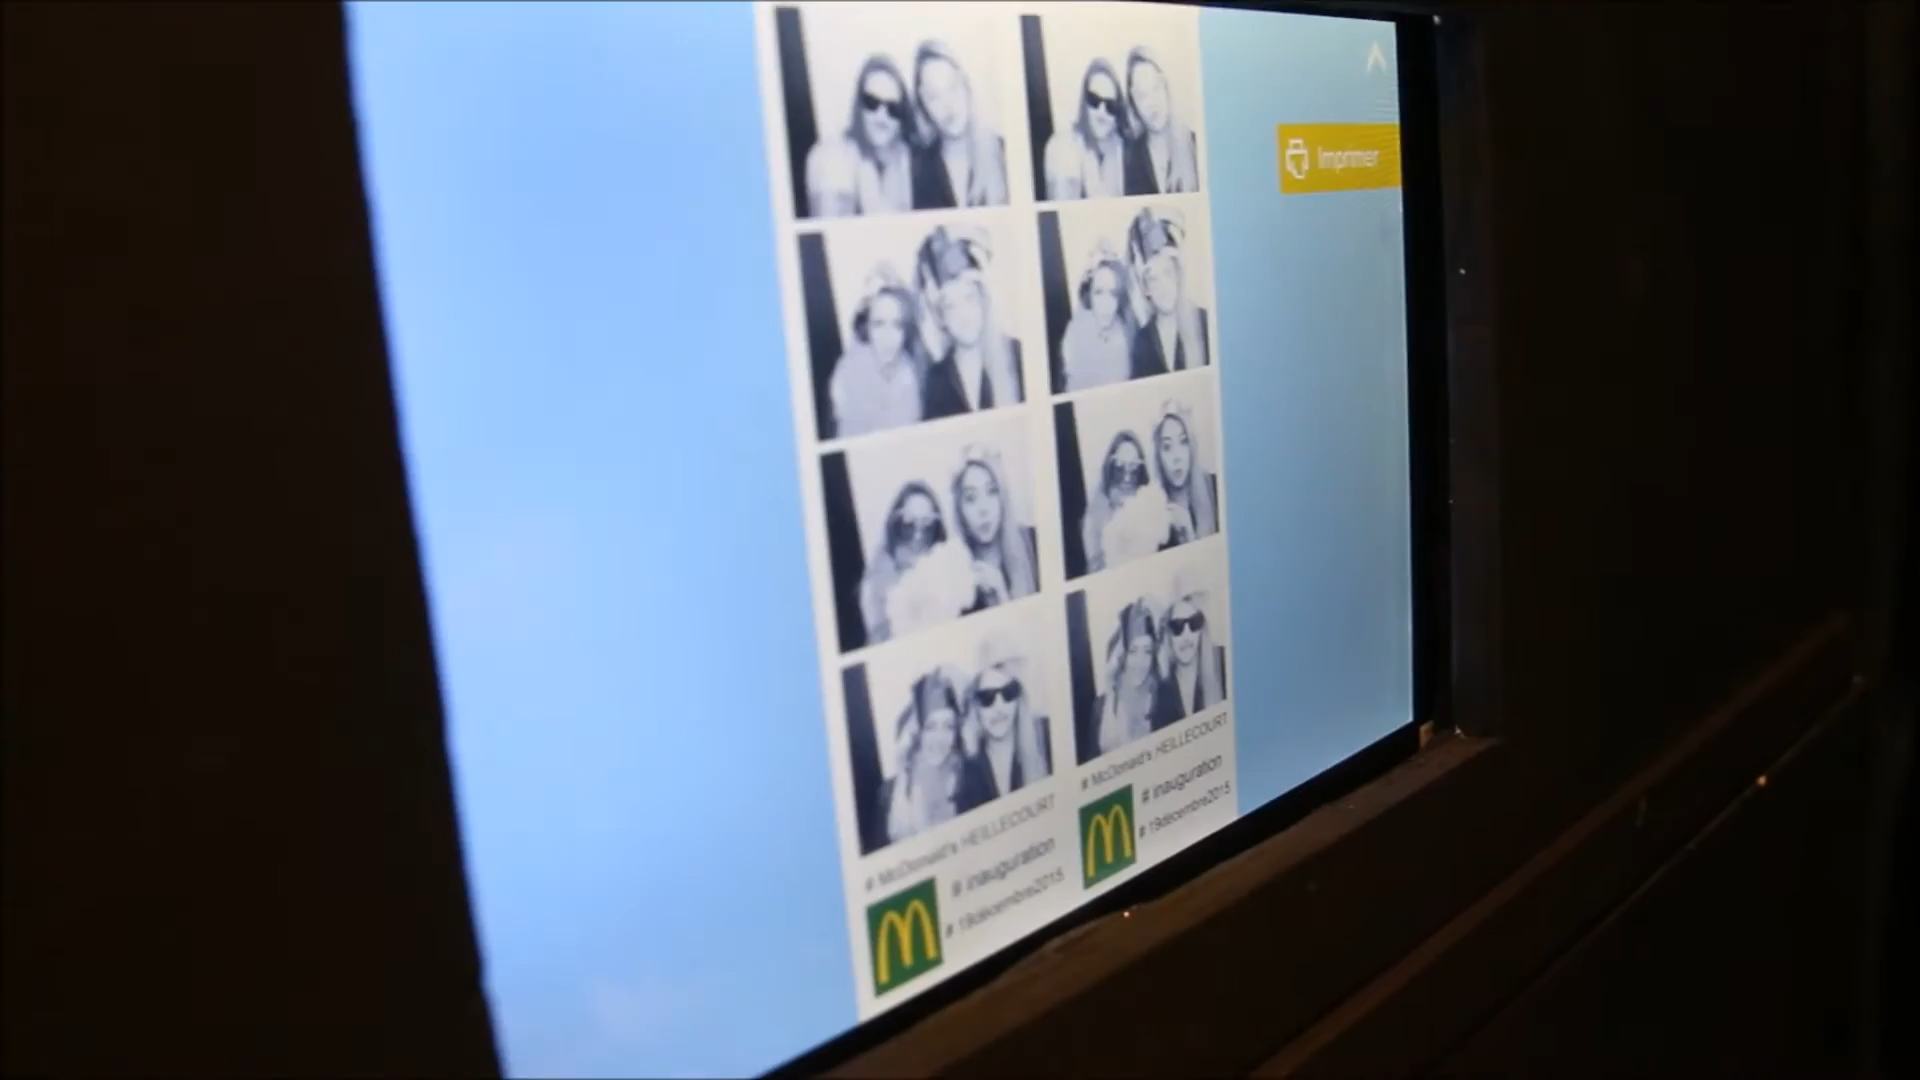 Imprimer
# McDonald's HEILLECOURT
# inauguration
# 19décembre2015
# McDonald's HEILLECOURT
# inauguration
# 19décembre2015